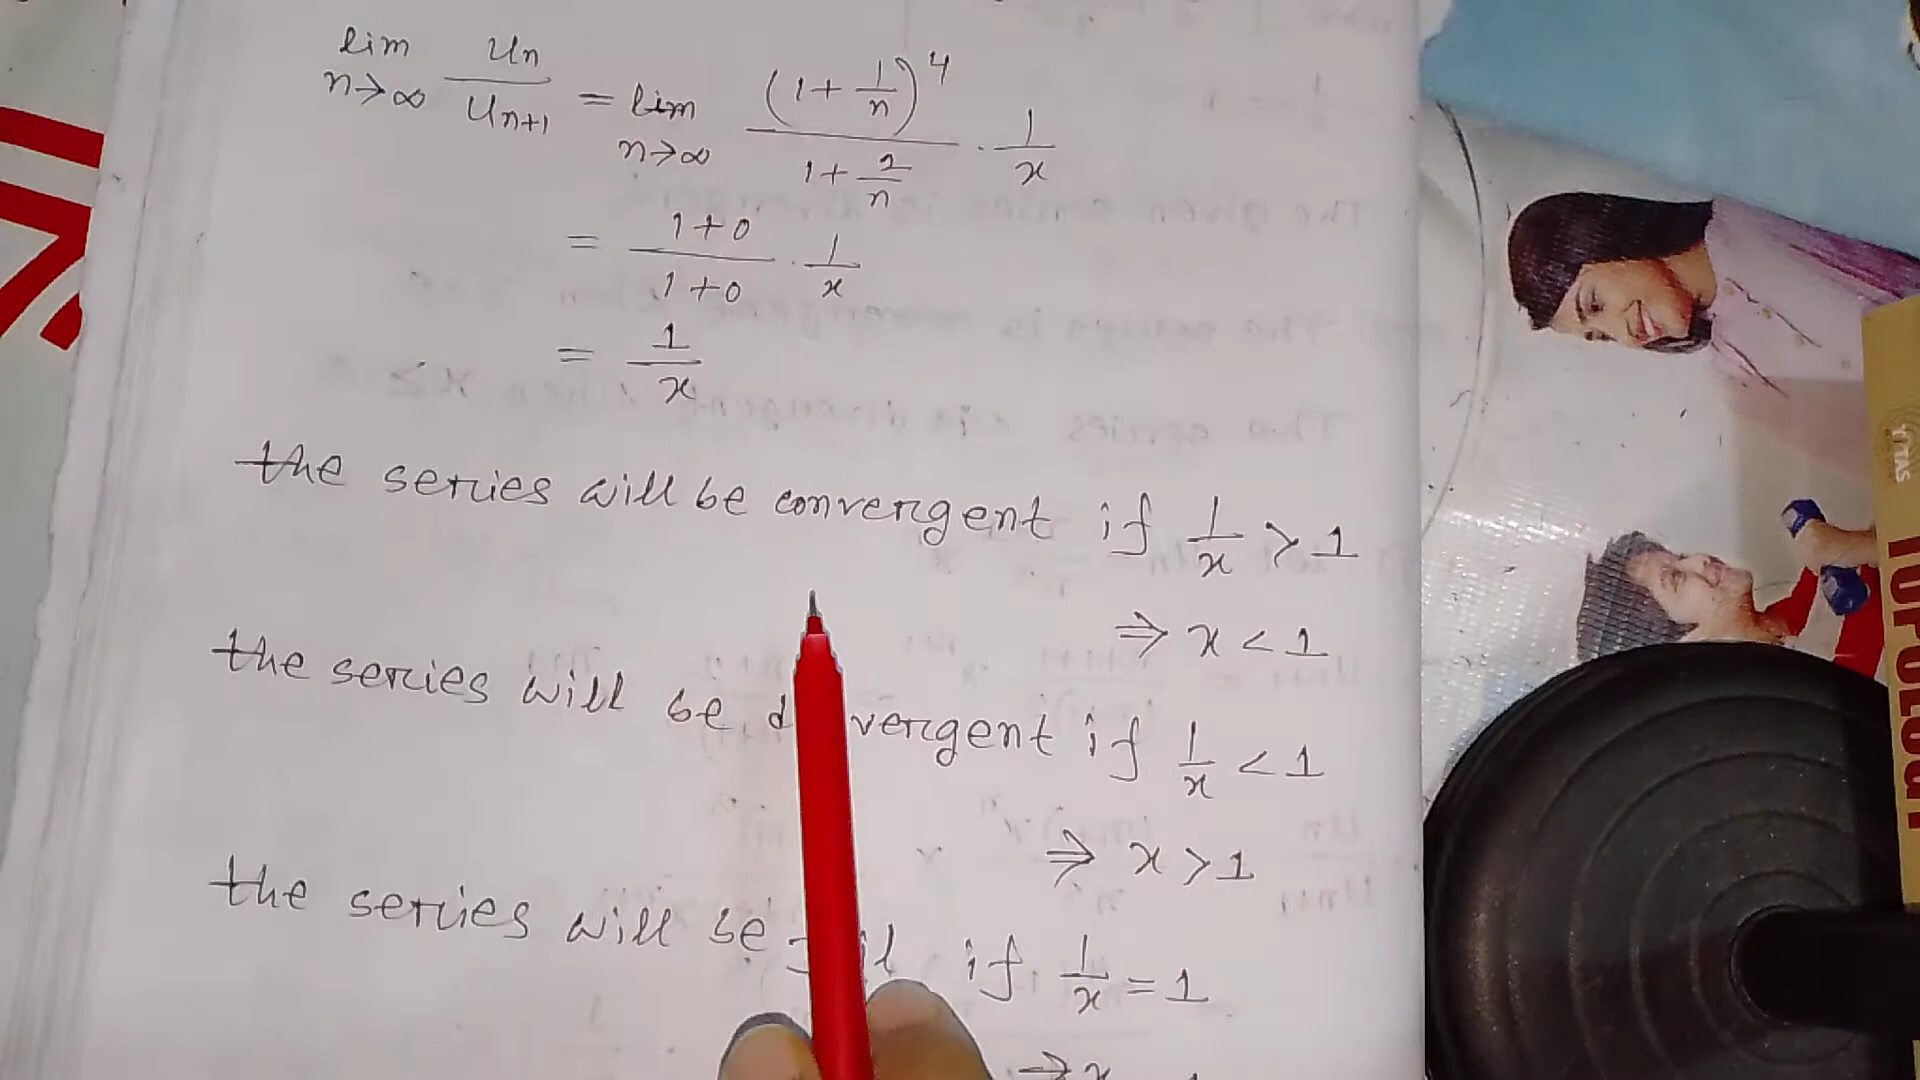 lim n→∞ Un / Un+1 = lim n→∞ (1 + 1/n)^4 / (1 + 2/n) · 1/x
= (1+0)/(1+0) · 1/x
= 1/x
the series will be convergent if 1/x > 1
⇒ x < 1
the series will be d vergent if 1/x < 1
⇒ x > 1
the series will be if 1/x = 1
⇒ x
TITAS
TOPOLOGY